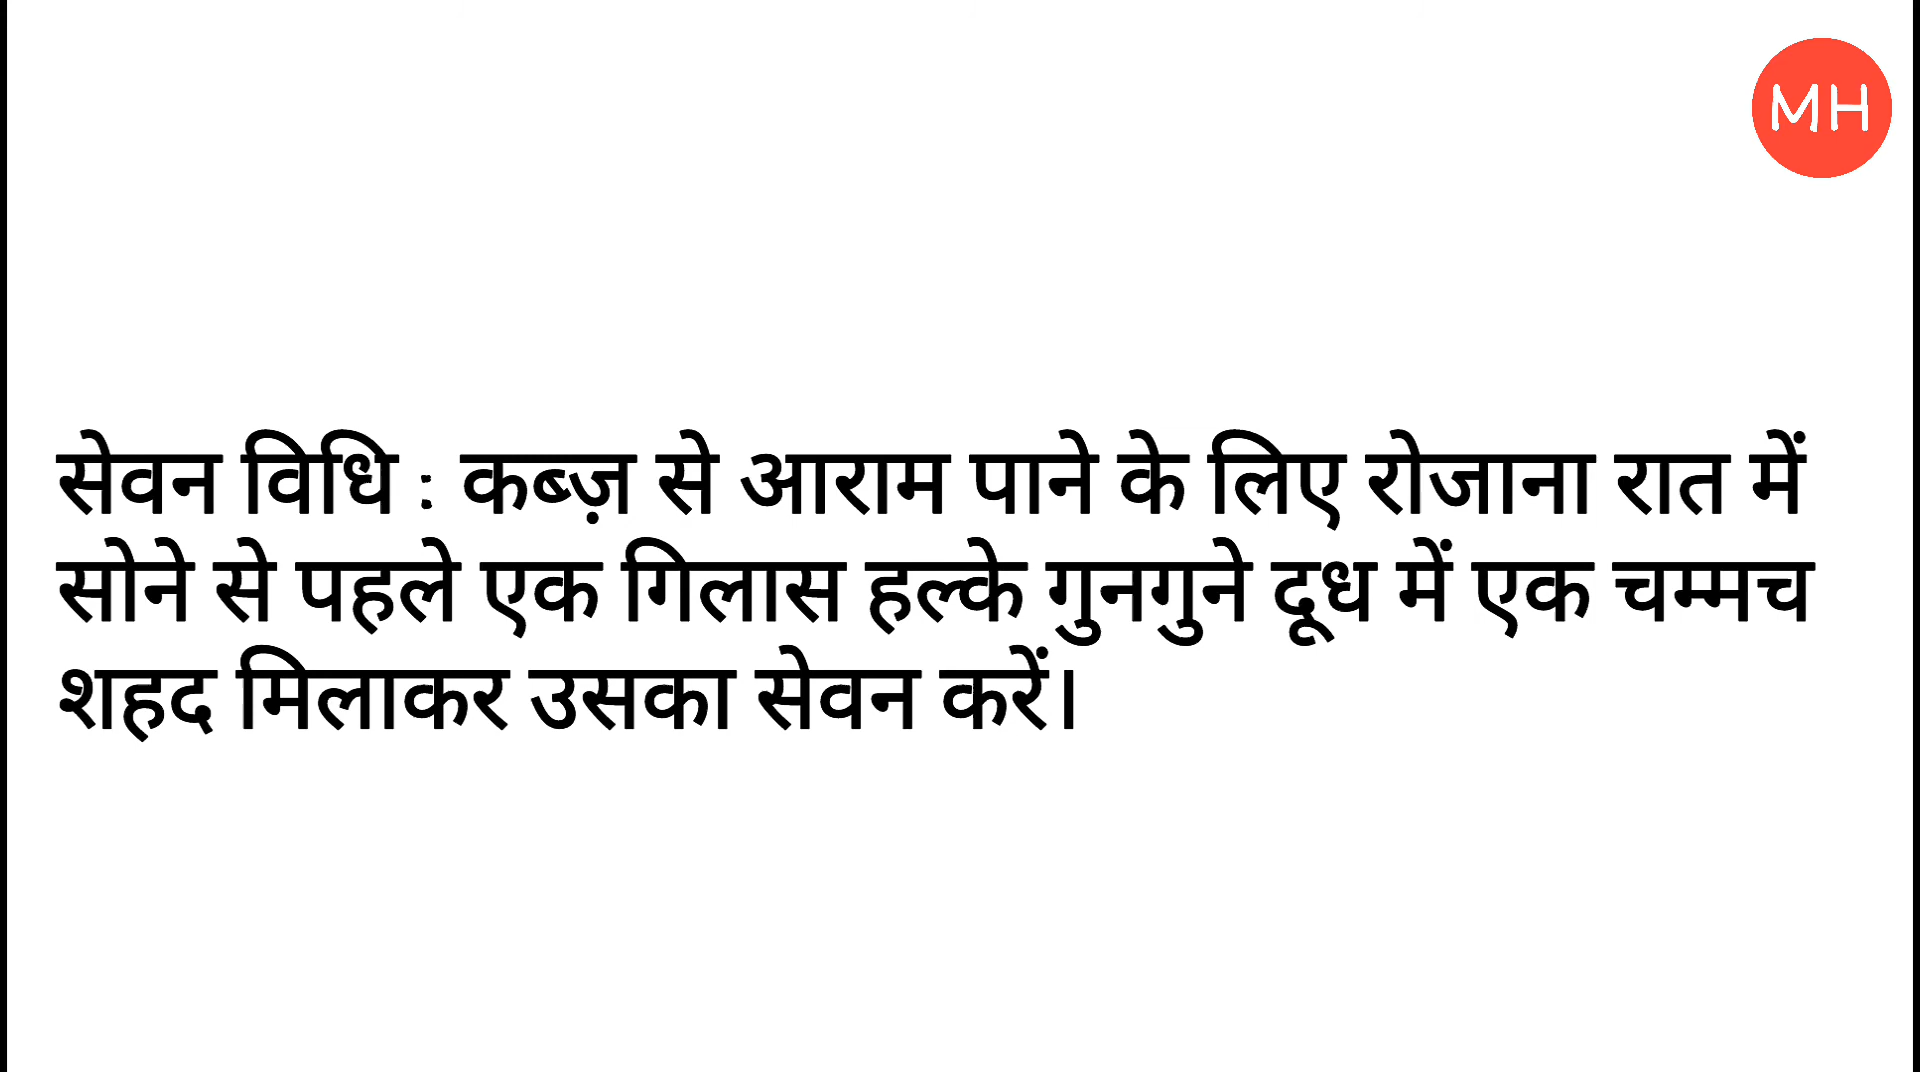 MH
सेवन विधि : कब्ज़ से आराम पाने के लिए रोजाना रात में
सोने से पहले एक गिलास हल्के गुनगुने दूध में एक चम्मच
शहद मिलाकर उसका सेवन करें।